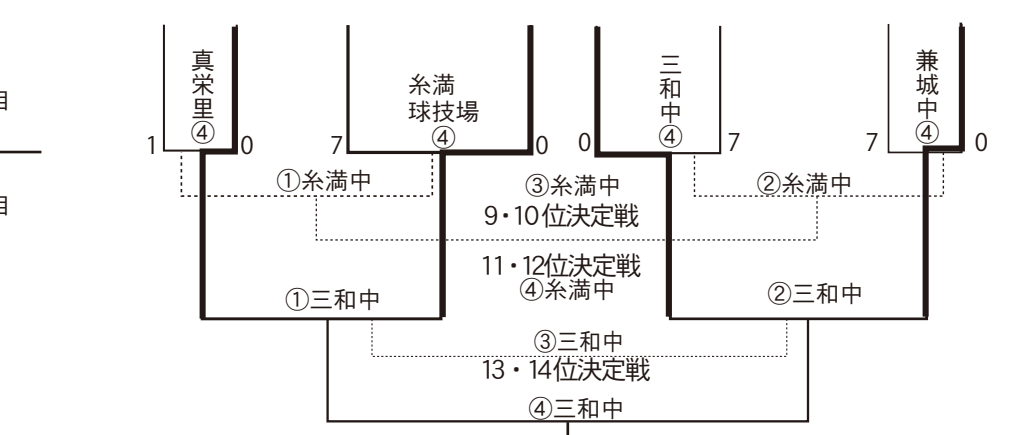 真栄里④
糸満
球技場
④
三和中④
兼城中④
目
1 0 7 0 0 7 7 0
①糸満中
③糸満中
②糸満中
9・10位決定戦
目
11・12位決定戦
④糸満中
①三和中
②三和中
③三和中
13・14位決定戦
④三和中